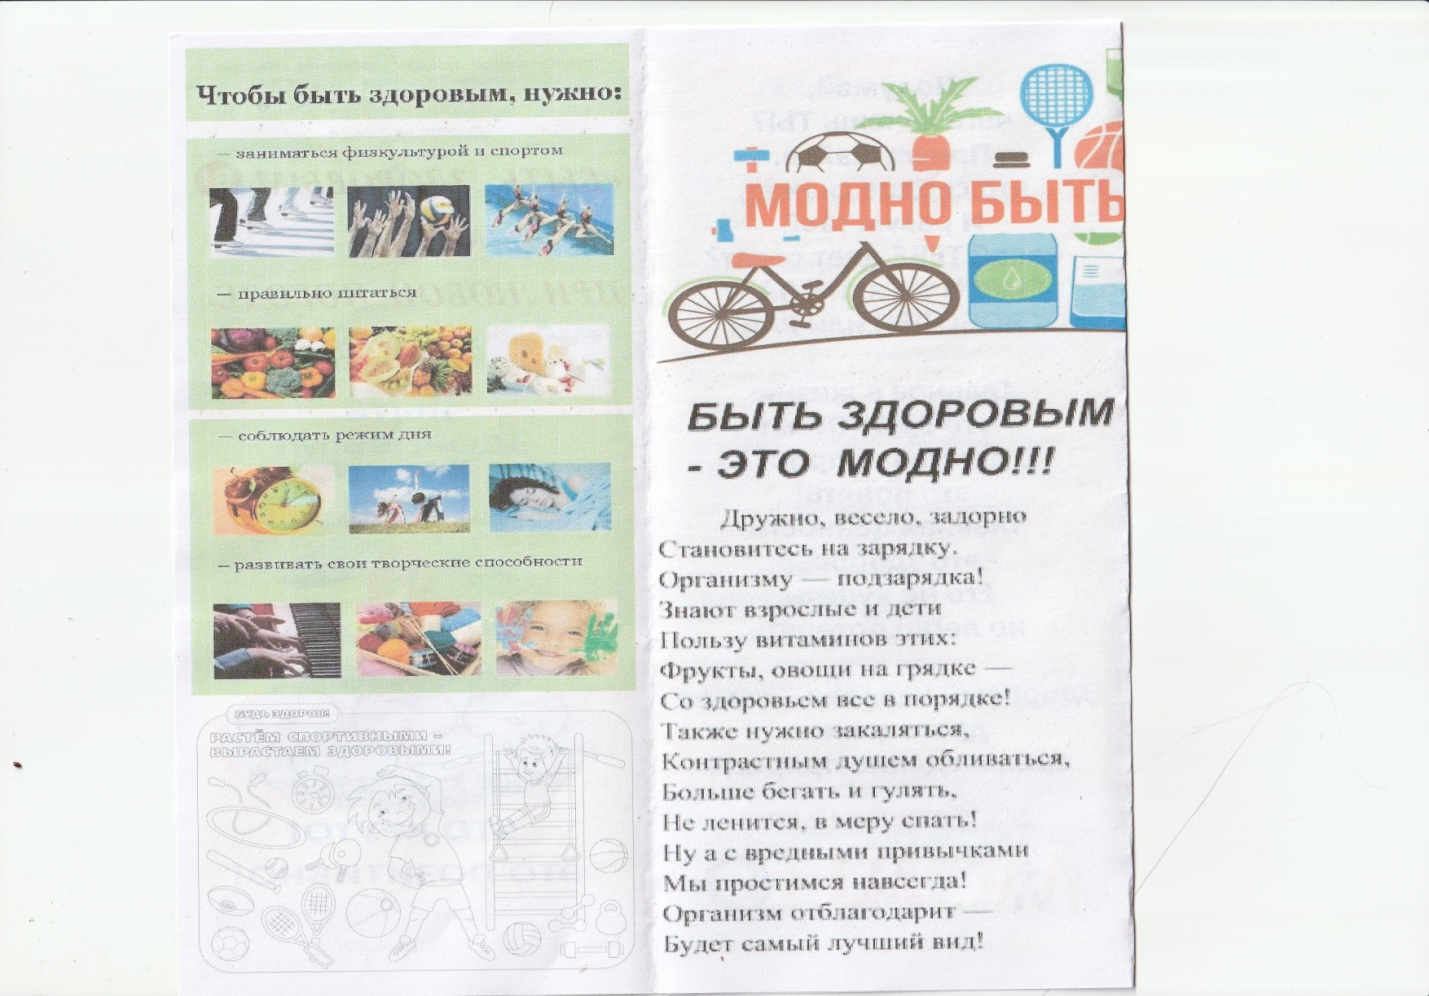 Чтобы быть здоровым, нужно:
— заниматься физкультурой и спортом
— правильно питаться
— соблюдать режим дня
— развивать свои творческие способности
БУДЬ ЗДОРОВ!
РАСТЁМ СПОРТИВНЫМИ –
ВЫРАСТАЕМ ЗДОРОВЫМИ!
МОДНО БЫТЬ
БЫТЬ ЗДОРОВЫМ
- ЭТО МОДНО!!!
Дружно, весело, задорно
Становитесь на зарядку.
Организму — подзарядка!
Знают взрослые и дети
Пользу витаминов этих:
Фрукты, овощи на грядке —
Со здоровьем все в порядке!
Также нужно закаляться,
Контрастным душем обливаться,
Больше бегать и гулять,
Не ленится, в меру спать!
Ну а с вредными привычками
Мы простимся навсегда!
Организм отблагодарит —
Будет самый лучший вид!